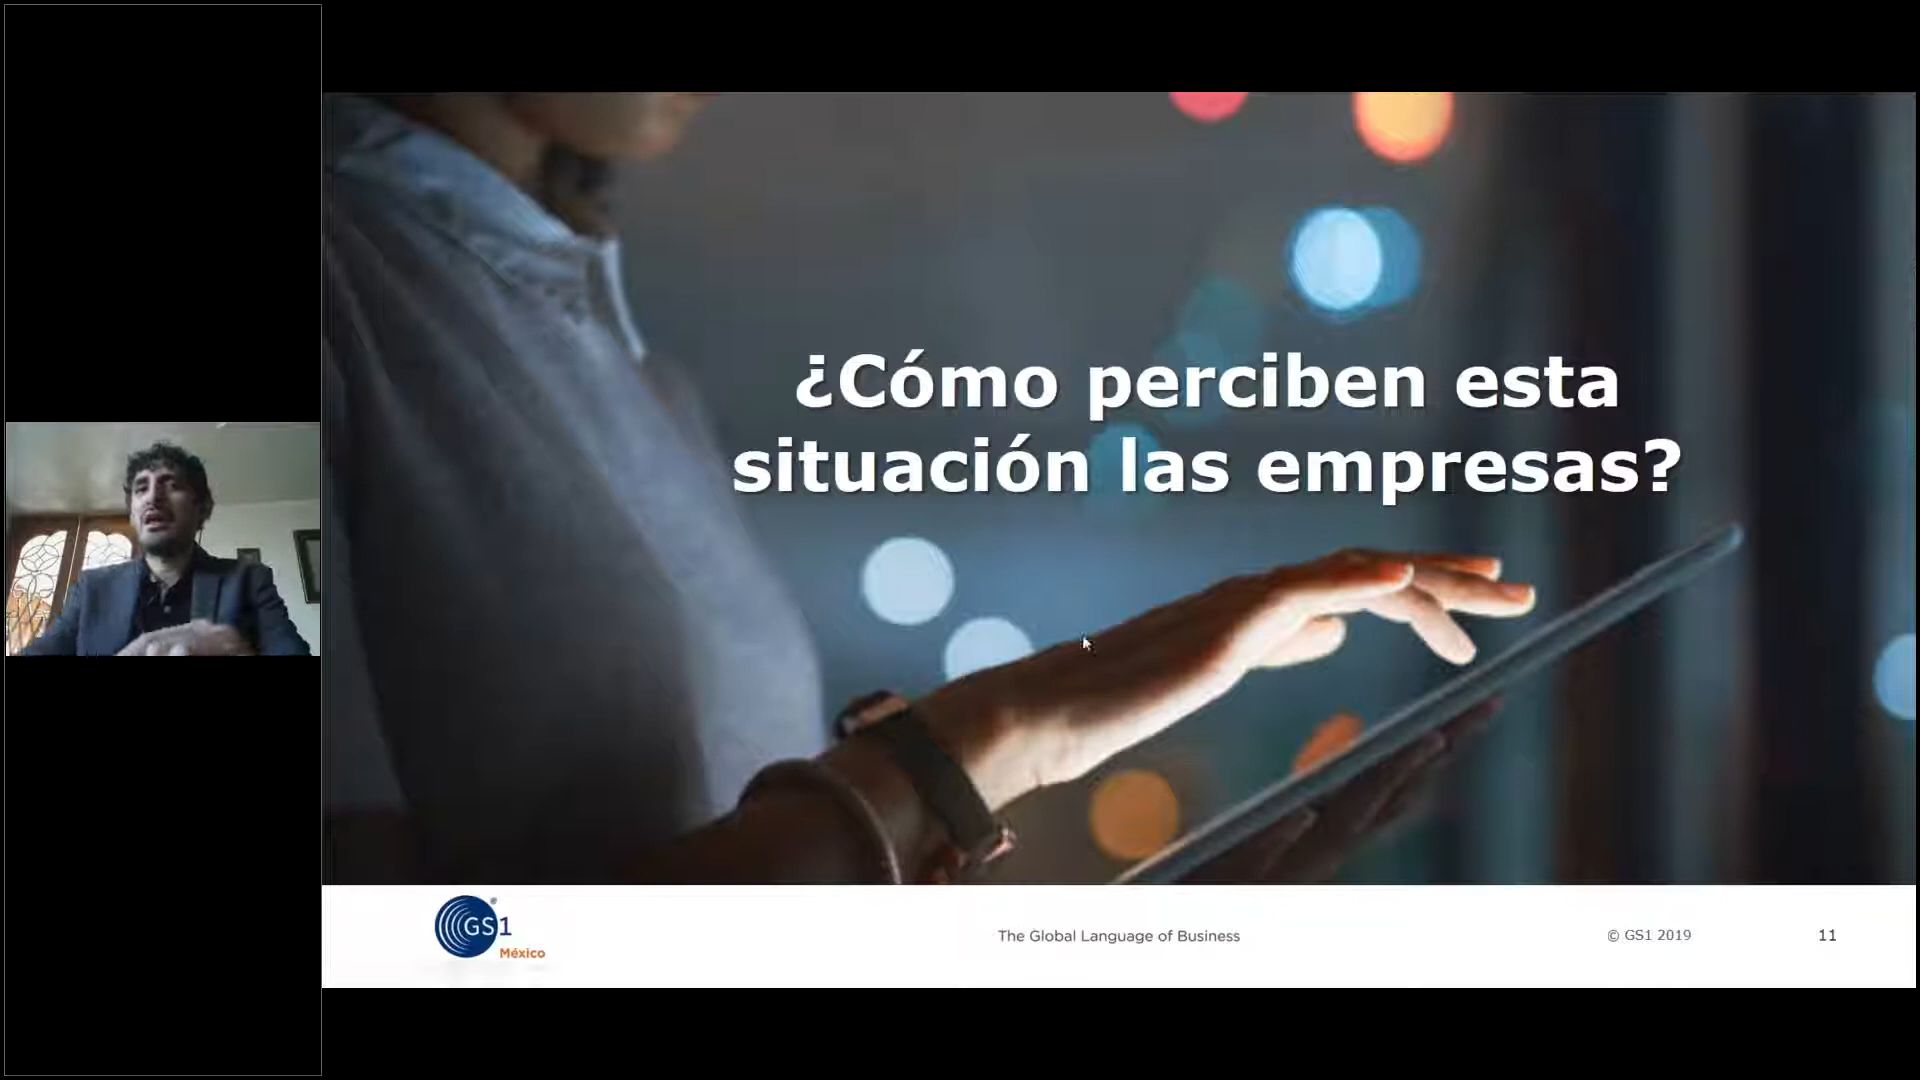 ¿Cómo perciben esta
situación las empresas?
GS1
®
México
The Global Language of Business
© GS1 2019
11